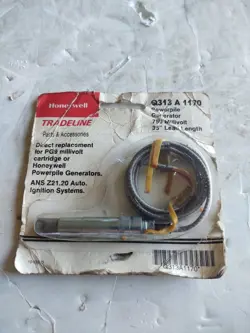 Honeywell
TRADELINE
Parts & Accessories
Direct replacement
for PG9 millivolt
cartridge or
Honeywell
Powerpile Generators.
ANS Z21.20 Auto.
Ignition Systems.
Q313 A 1170
Powerpile
Generator
750 Millivolt
35" Lead Length
Q313A1170